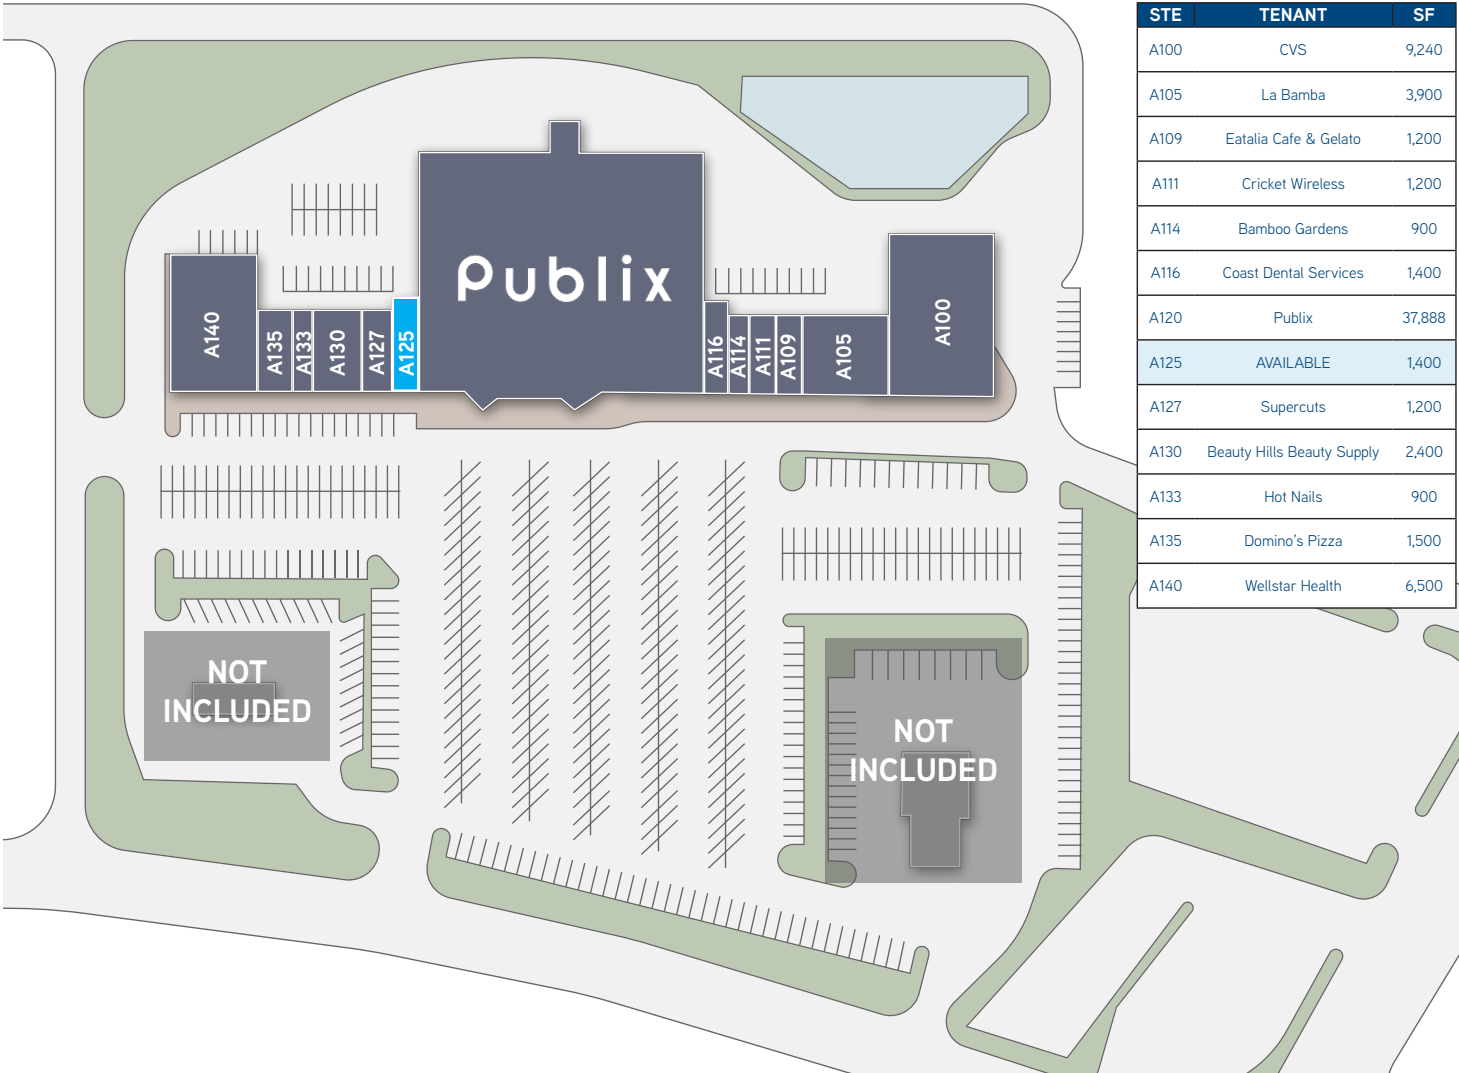 STE TENANT SF
A100 CVS 9,240
A105 La Bamba 3,900
A109 Eatalia Cafe & Gelato 1,200
A111 Cricket Wireless 1,200
A114 Bamboo Gardens 900
A116 Coast Dental Services 1,400
A120 Publix 37,888
A125 AVAILABLE 1,400
A127 Supercuts 1,200
A130 Beauty Hills Beauty Supply 2,400
A133 Hot Nails 900
A135 Domino's Pizza 1,500
A140 Wellstar Health 6,500
Publix
A140
A135
A133
A130
A127
A125
A116
A114
A111
A109
A105
A100
NOT
INCLUDED
NOT
INCLUDED